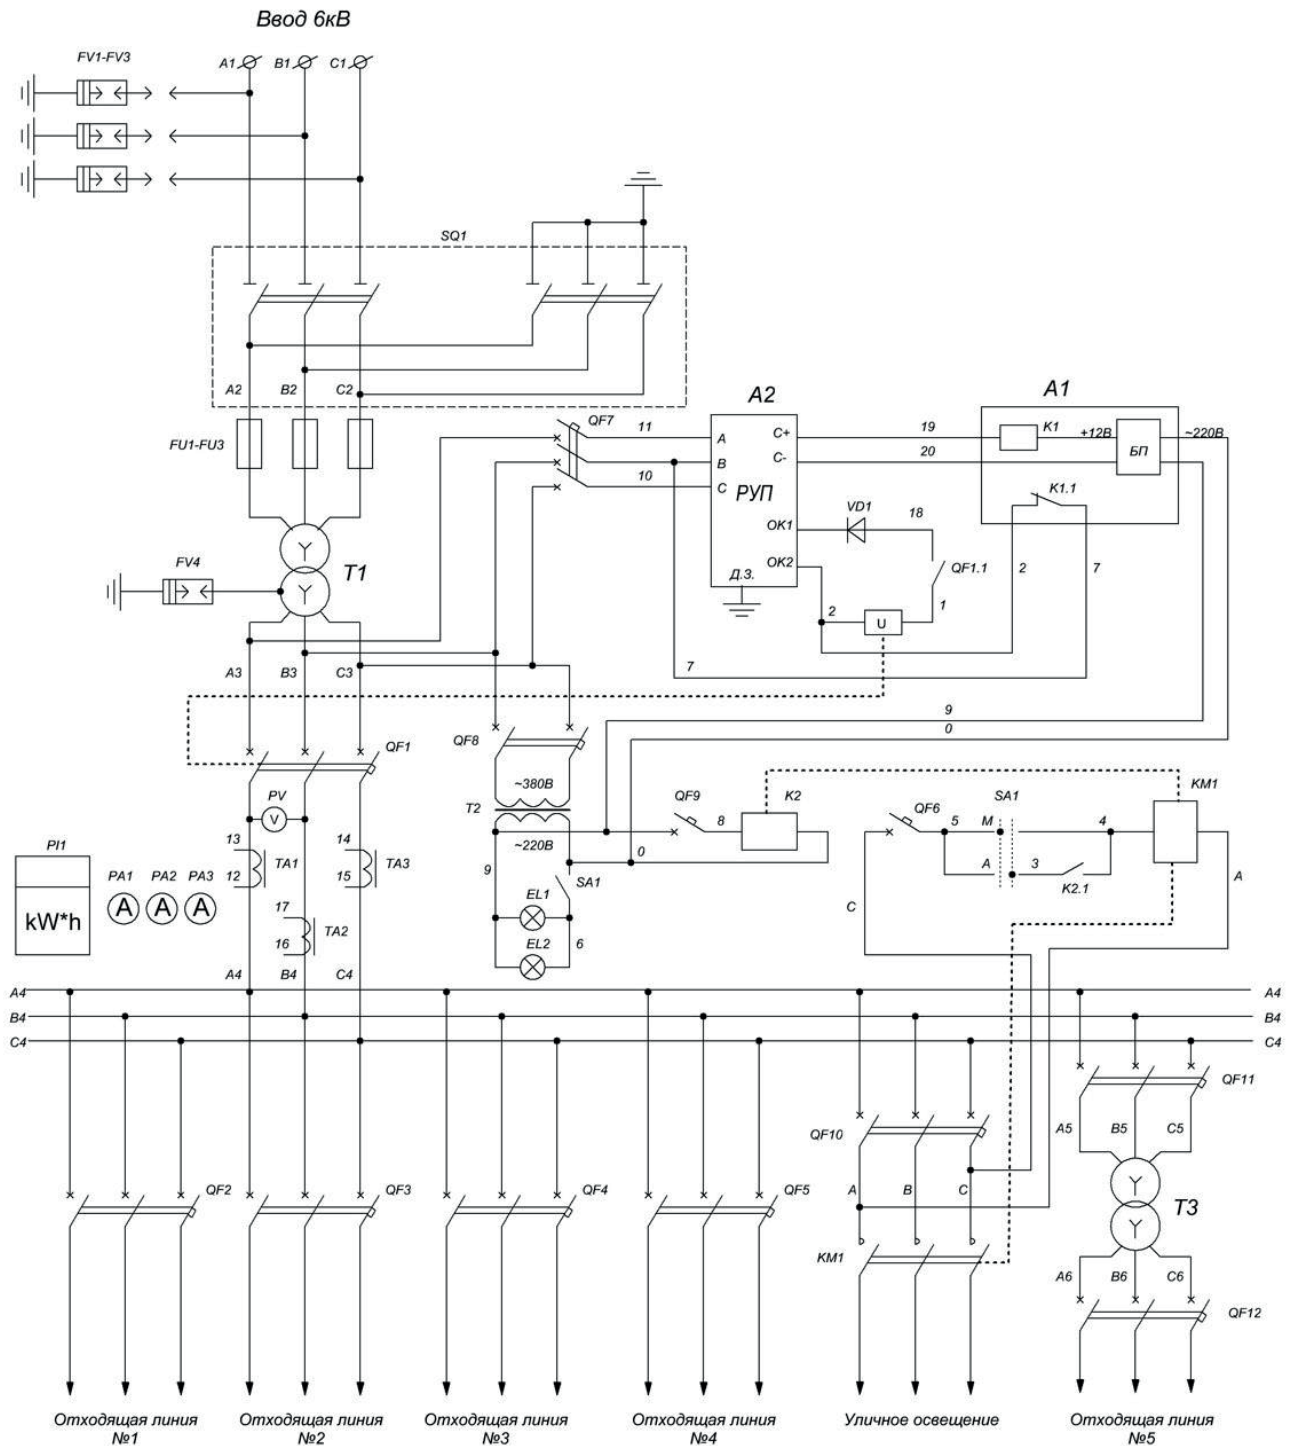 Ввод 6кВ
FV1-FV3
A1 B1 C1
SQ1
A2 B2 C2
FU1-FU3
QF7
11
10
A2
A
B
C
C+
C-
РУП
OK1
OK2
Д.З.
19
20
A1
K1
+12В
БП
~220В
K1.1
VD1
18
QF1.1
2
7
1
2
U
FV4
T1
7
A3 B3 C3
9
0
QF1
QF8
~380В
T2
~220В
QF9
8
K2
KM1
QF6
SA1
5
M
4
A
3
K2.1
A
C
PV
V
13
12
TA1
14
15
TA3
17
16
TA2
PI1
kW*h
PA1 PA2 PA3
A A A
9
0
SA1
EL1
EL2
6
A4 B4 C4
A4 A4
B4 B4
C4 C4
QF11
A5 B5 C5
QF10
A B C
QF2
QF3
QF4
QF5
T3
KM1
A6 B6 C6
QF12
Отходящая линия
№1
Отходящая линия
№2
Отходящая линия
№3
Отходящая линия
№4
Уличное освещение
Отходящая линия
№5